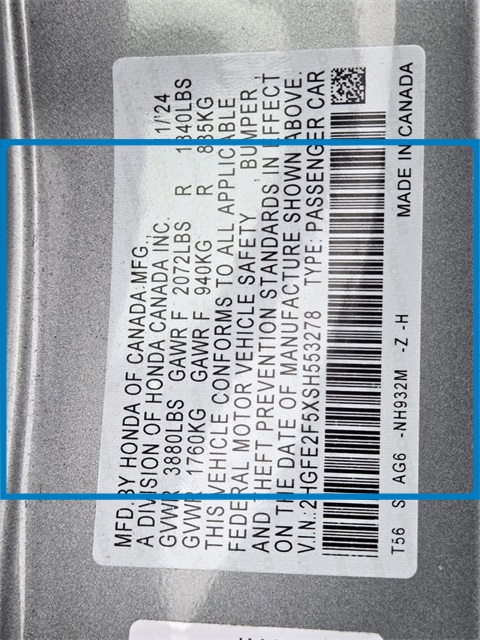 MFD. BY HONDA OF CANADA MFG.,
A DIVISION OF HONDA CANADA INC. 1/'24
GVWR 3880LBS GAWR F 2072LBS R 1840LBS
GVWR 1760KG GAWR F 940KG R 835KG
THIS VEHICLE CONFORMS TO ALL APPLICABLE
FEDERAL MOTOR VEHICLE SAFETY , BUMPER ,
AND THEFT PREVENTION STANDARDS IN EFFECT
ON THE DATE OF MANUFACTURE SHOWN ABOVE.
V.I.N.: 2HGFE2F5XSH553278 TYPE: PASSENGER CAR
T56 S AG6 -NH932M -Z -H MADE IN CANADA